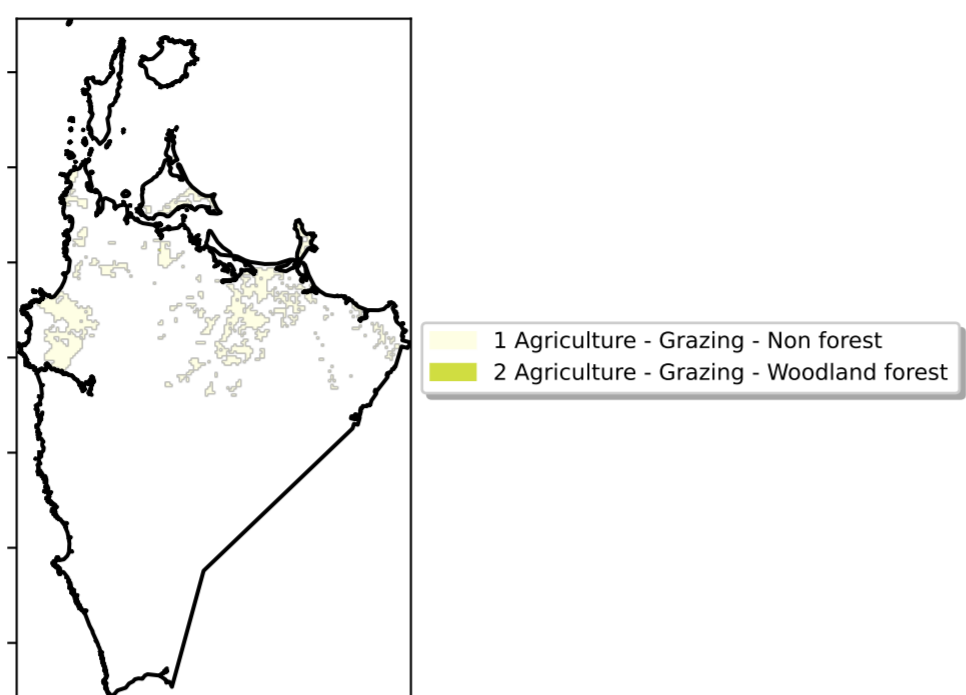 1 Agriculture - Grazing - Non forest
2 Agriculture - Grazing - Woodland forest